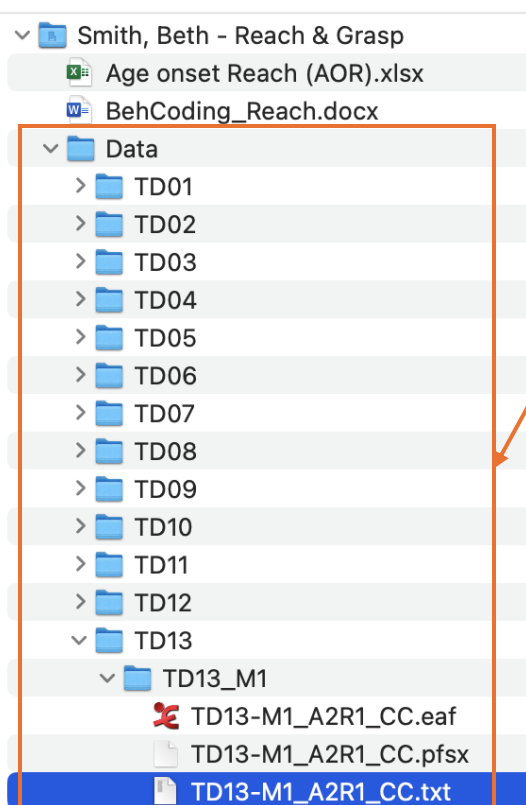 Smith, Beth - Reach & Grasp
Age onset Reach (AOR).xlsx
BehCoding_Reach.docx
Data
TD01
TD02
TD03
TD04
TD05
TD06
TD07
TD08
TD09
TD10
TD11
TD12
TD13
TD13_M1
TD13-M1_A2R1_CC.eaf
TD13-M1_A2R1_CC.pfsx
TD13-M1_A2R1_CC.txt